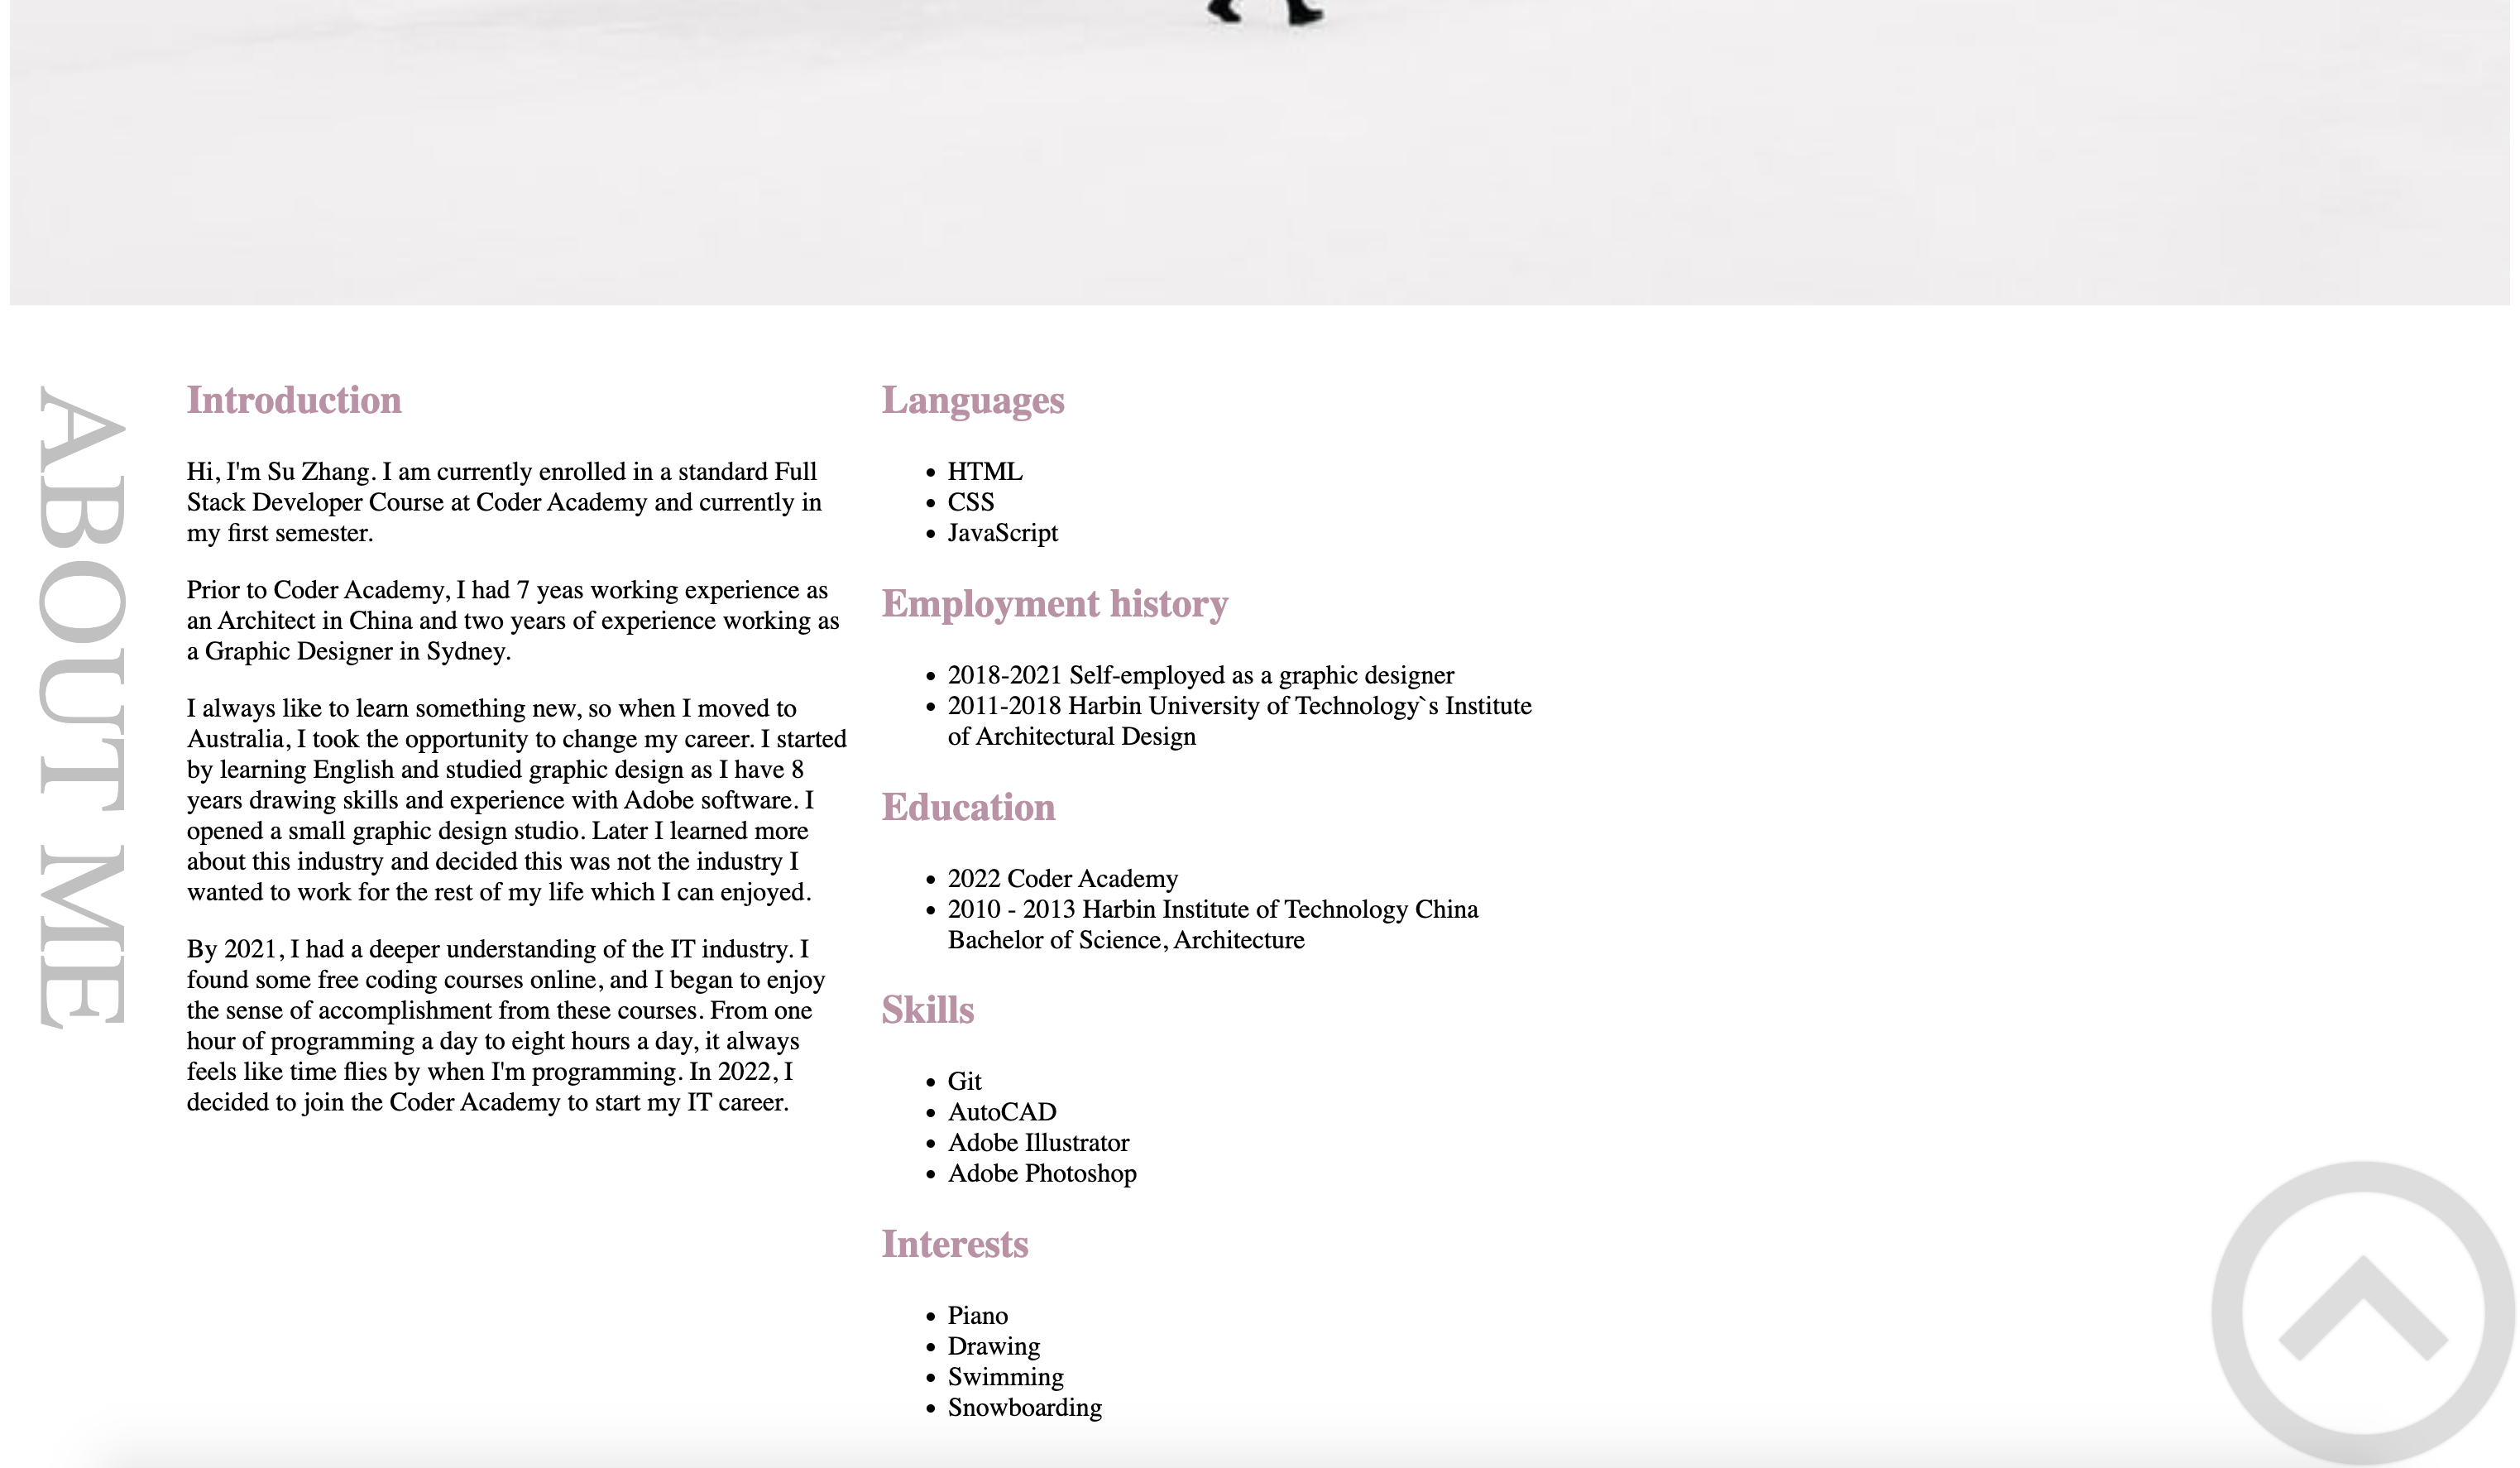 ABOUT ME
Introduction
Hi, I'm Su Zhang. I am currently enrolled in a standard Full
Stack Developer Course at Coder Academy and currently in
my first semester.
Prior to Coder Academy, I had 7 yeas working experience as
an Architect in China and two years of experience working as
a Graphic Designer in Sydney.
I always like to learn something new, so when I moved to
Australia, I took the opportunity to change my career. I started
by learning English and studied graphic design as I have 8
years drawing skills and experience with Adobe software. I
opened a small graphic design studio. Later I learned more
about this industry and decided this was not the industry I
wanted to work for the rest of my life which I can enjoyed.
By 2021, I had a deeper understanding of the IT industry. I
found some free coding courses online, and I began to enjoy
the sense of accomplishment from these courses. From one
hour of programming a day to eight hours a day, it always
feels like time flies by when I'm programming. In 2022, I
decided to join the Coder Academy to start my IT career.
Languages
• HTML
• CSS
• JavaScript
Employment history
• 2018-2021 Self-employed as a graphic designer
• 2011-2018 Harbin University of Technology`s Institute
of Architectural Design
Education
• 2022 Coder Academy
• 2010 - 2013 Harbin Institute of Technology China
Bachelor of Science, Architecture
Skills
• Git
• AutoCAD
• Adobe Illustrator
• Adobe Photoshop
Interests
• Piano
• Drawing
• Swimming
• Snowboarding